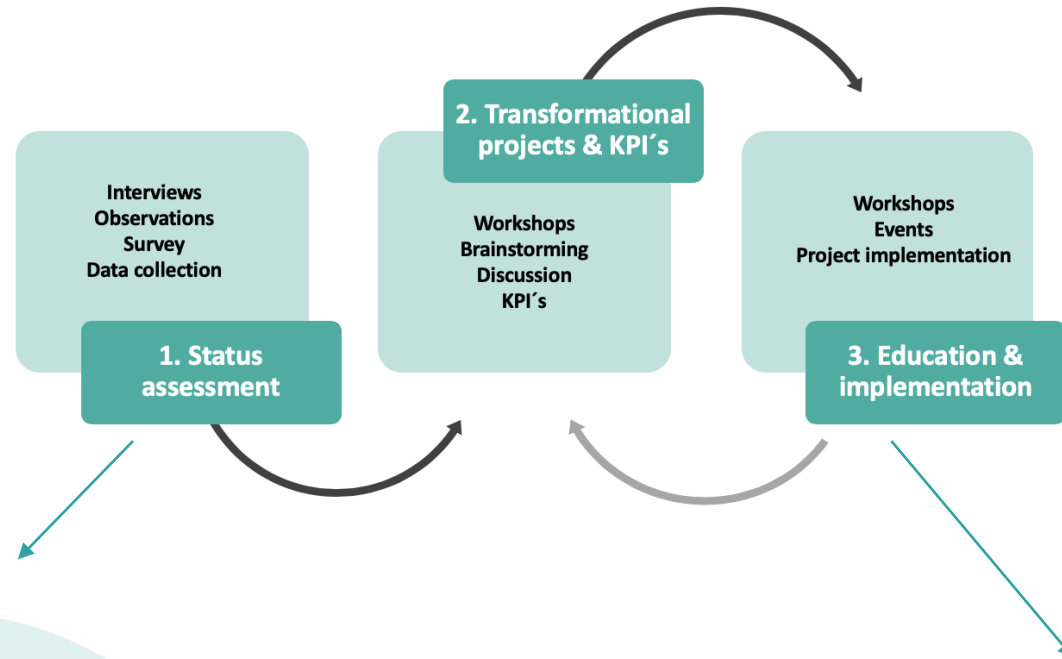 Interviews
Observations
Survey
Data collection
1. Status
assessment
2. Transformational
projects & KPI´s
Workshops
Brainstorming
Discussion
KPI´s
Workshops
Events
Project implementation
3. Education &
implementation